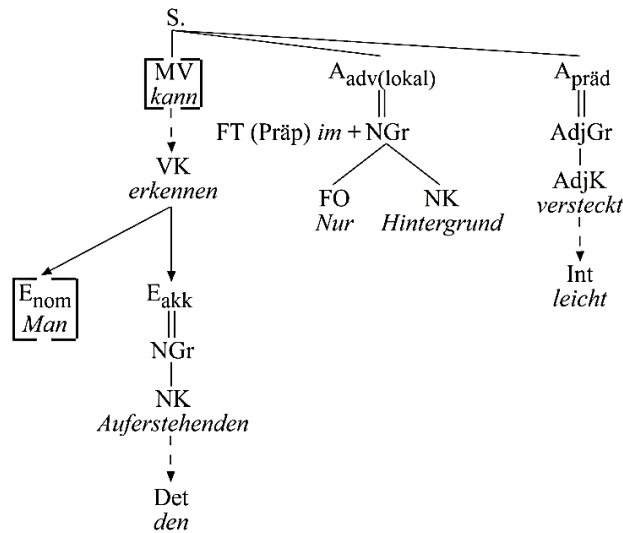 S.
MV
kann
A adv(lokal)
A präd
FT (Präp) im + NGr
AdjGr
VK
erkennen
FO
Nur
NK
Hintergrund
AdjK
versteckt
E nom
Man
E akk
Int
leicht
NGr
NK
Auferstehenden
Det
den